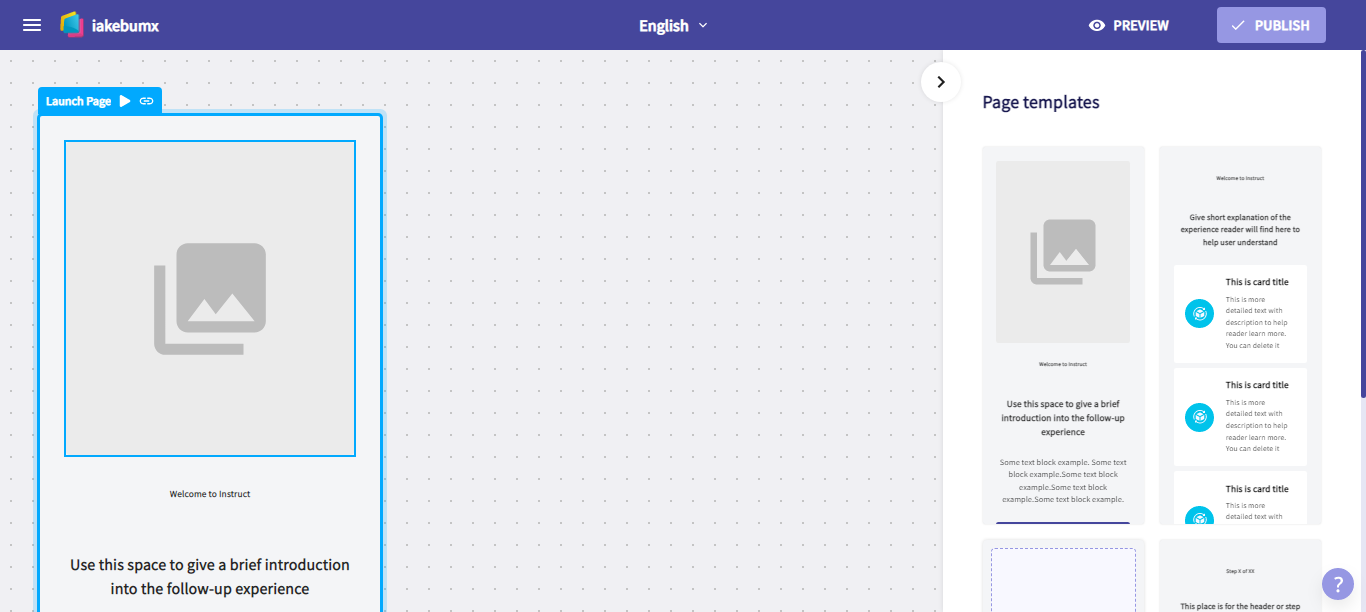 iakebumx
English
PREVIEW
PUBLISH
Launch Page
Welcome to Instruct
Use this space to give a brief introduction
into the follow-up experience
Page templates
Welcome to Instruct
Use this space to give a brief
introduction into the follow-up
experience
Some text block example. Some text
block example.Some text block
example.Some text block
example.Some text block example.
Welcome to Instruct
Give short explanation of the
experience reader will find here to
help user understand
This is card title
This is more
detailed text with
description to help
reader learn more.
You can delete it
This is card title
This is more
detailed text with
description to help
reader learn more.
You can delete it
This is card title
This is more
detailed text with
Step X of XX
This place is for the header or step
?